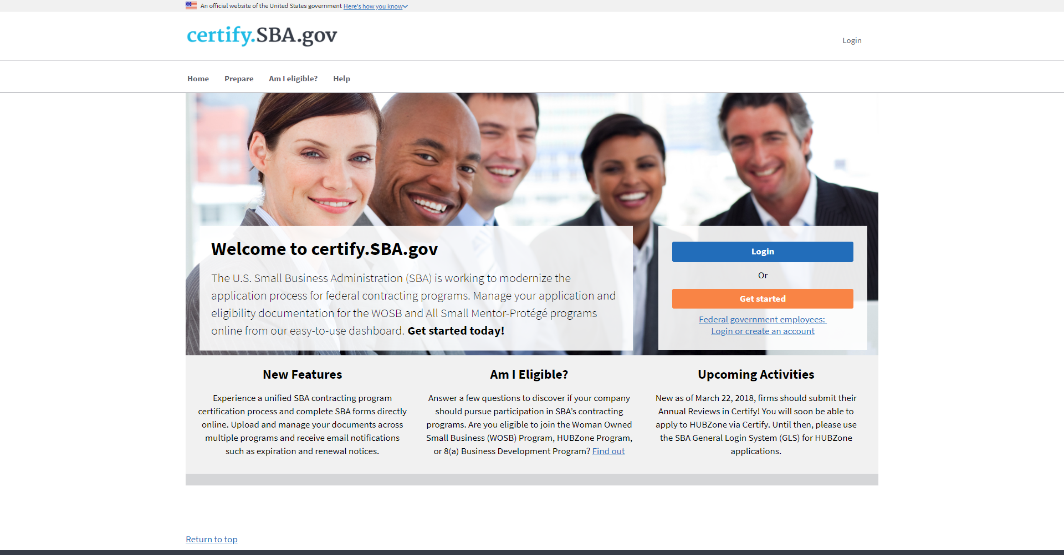 An official website of the United States government Here's how you know
certify.SBA.gov
Login
Home Prepare Am I eligible? Help
Welcome to certify.SBA.gov
The U.S. Small Business Administration (SBA) is working to modernize the
application process for federal contracting programs. Manage your application and
eligibility documentation for the WOSB and All Small Mentor-Protégé programs
online from our easy-to-use dashboard. Get started today!
Login
Or
Get started
Federal government employees:
Login or create an account
New Features
Experience a unified SBA contracting program
certification process and complete SBA forms directly
online. Upload and manage your documents across
multiple programs and receive email notifications
such as expiration and renewal notices.
Am I Eligible?
Answer a few questions to discover if your company
should pursue participation in SBA's contracting
programs. Are you eligible to join the Woman Owned
Small Business (WOSB) Program, HUBZone Program,
or 8(a) Business Development Program? Find out
Upcoming Activities
New as of March 22, 2018, firms should submit their
Annual Reviews in Certify! You will soon be able to
apply to HUBZone via Certify. Until then, please use
the SBA General Login System (GLS) for HUBZone
applications.
Return to top